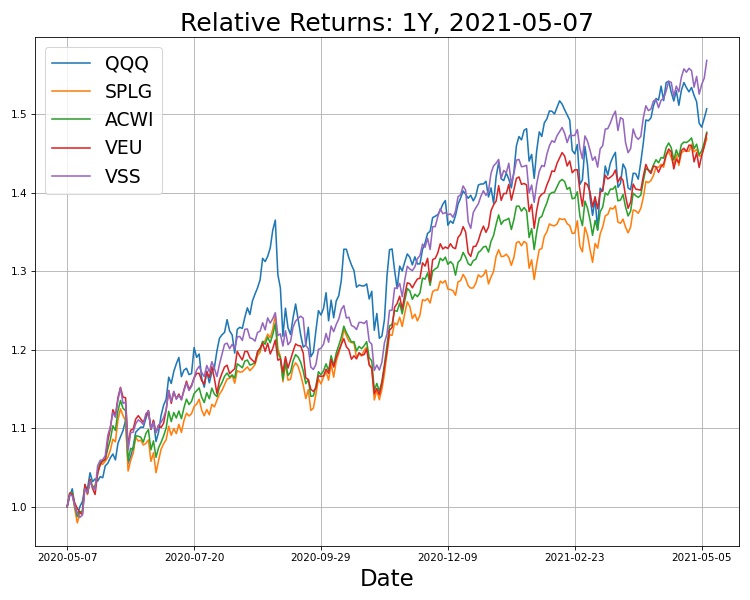 Relative Returns: 1Y, 2021-05-07
QQQ
SPLG
ACWI
VEU
VSS
1.5
1.4
1.3
1.2
1.1
1.0
2020-05-07 2020-07-20 2020-09-29 2020-12-09 2021-02-23 2021-05-05
Date